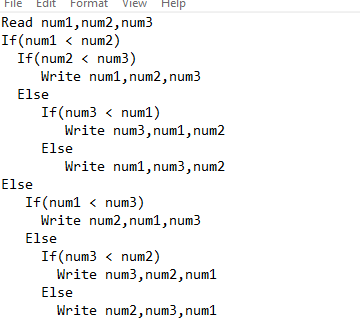 File Edit Format View Help
Read num1,num2,num3
If(num1 < num2)
  If(num2 < num3)
     Write num1,num2,num3
  Else
     If(num3 < num1)
        Write num3,num1,num2
     Else
        Write num1,num3,num2
Else
   If(num1 < num3)
     Write num2,num1,num3
   Else
     If(num3 < num2)
       Write num3,num2,num1
     Else
       Write num2,num3,num1